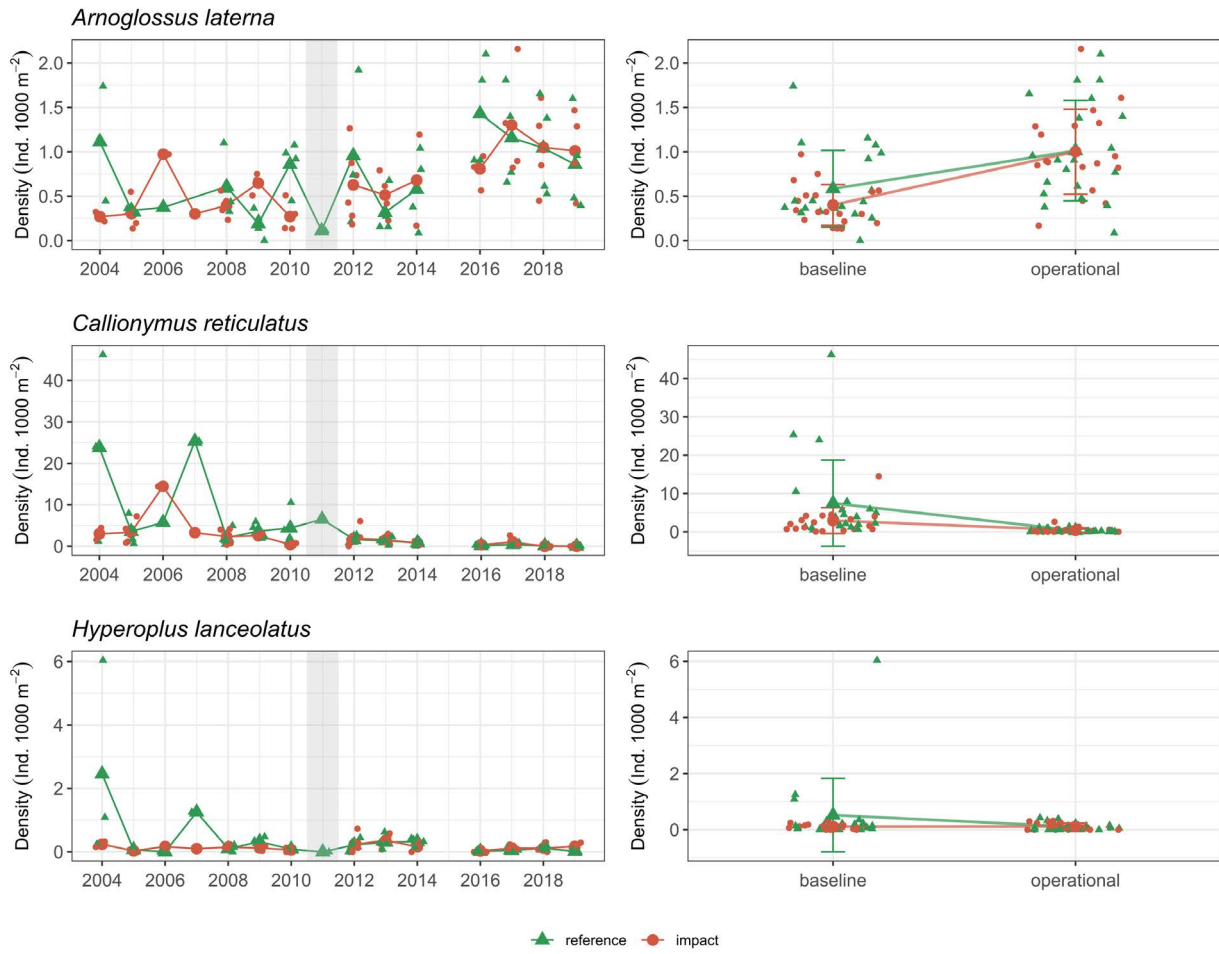 Arnoglossus laterna
Density (Ind. 1000 m⁻²)
2.0
1.5
1.0
0.5
0.0
2004 2006 2008 2010 2012 2014 2016 2018
Density (Ind. 1000 m⁻²)
2.0
1.5
1.0
0.5
0.0
baseline operational
Callionymus reticulatus
Density (Ind. 1000 m⁻²)
40
30
20
10
0
2004 2006 2008 2010 2012 2014 2016 2018
Density (Ind. 1000 m⁻²)
40
30
20
10
0
baseline operational
Hyperoplus lanceolatus
Density (Ind. 1000 m⁻²)
6
4
2
0
2004 2006 2008 2010 2012 2014 2016 2018
Density (Ind. 1000 m⁻²)
6
4
2
0
baseline operational
reference impact